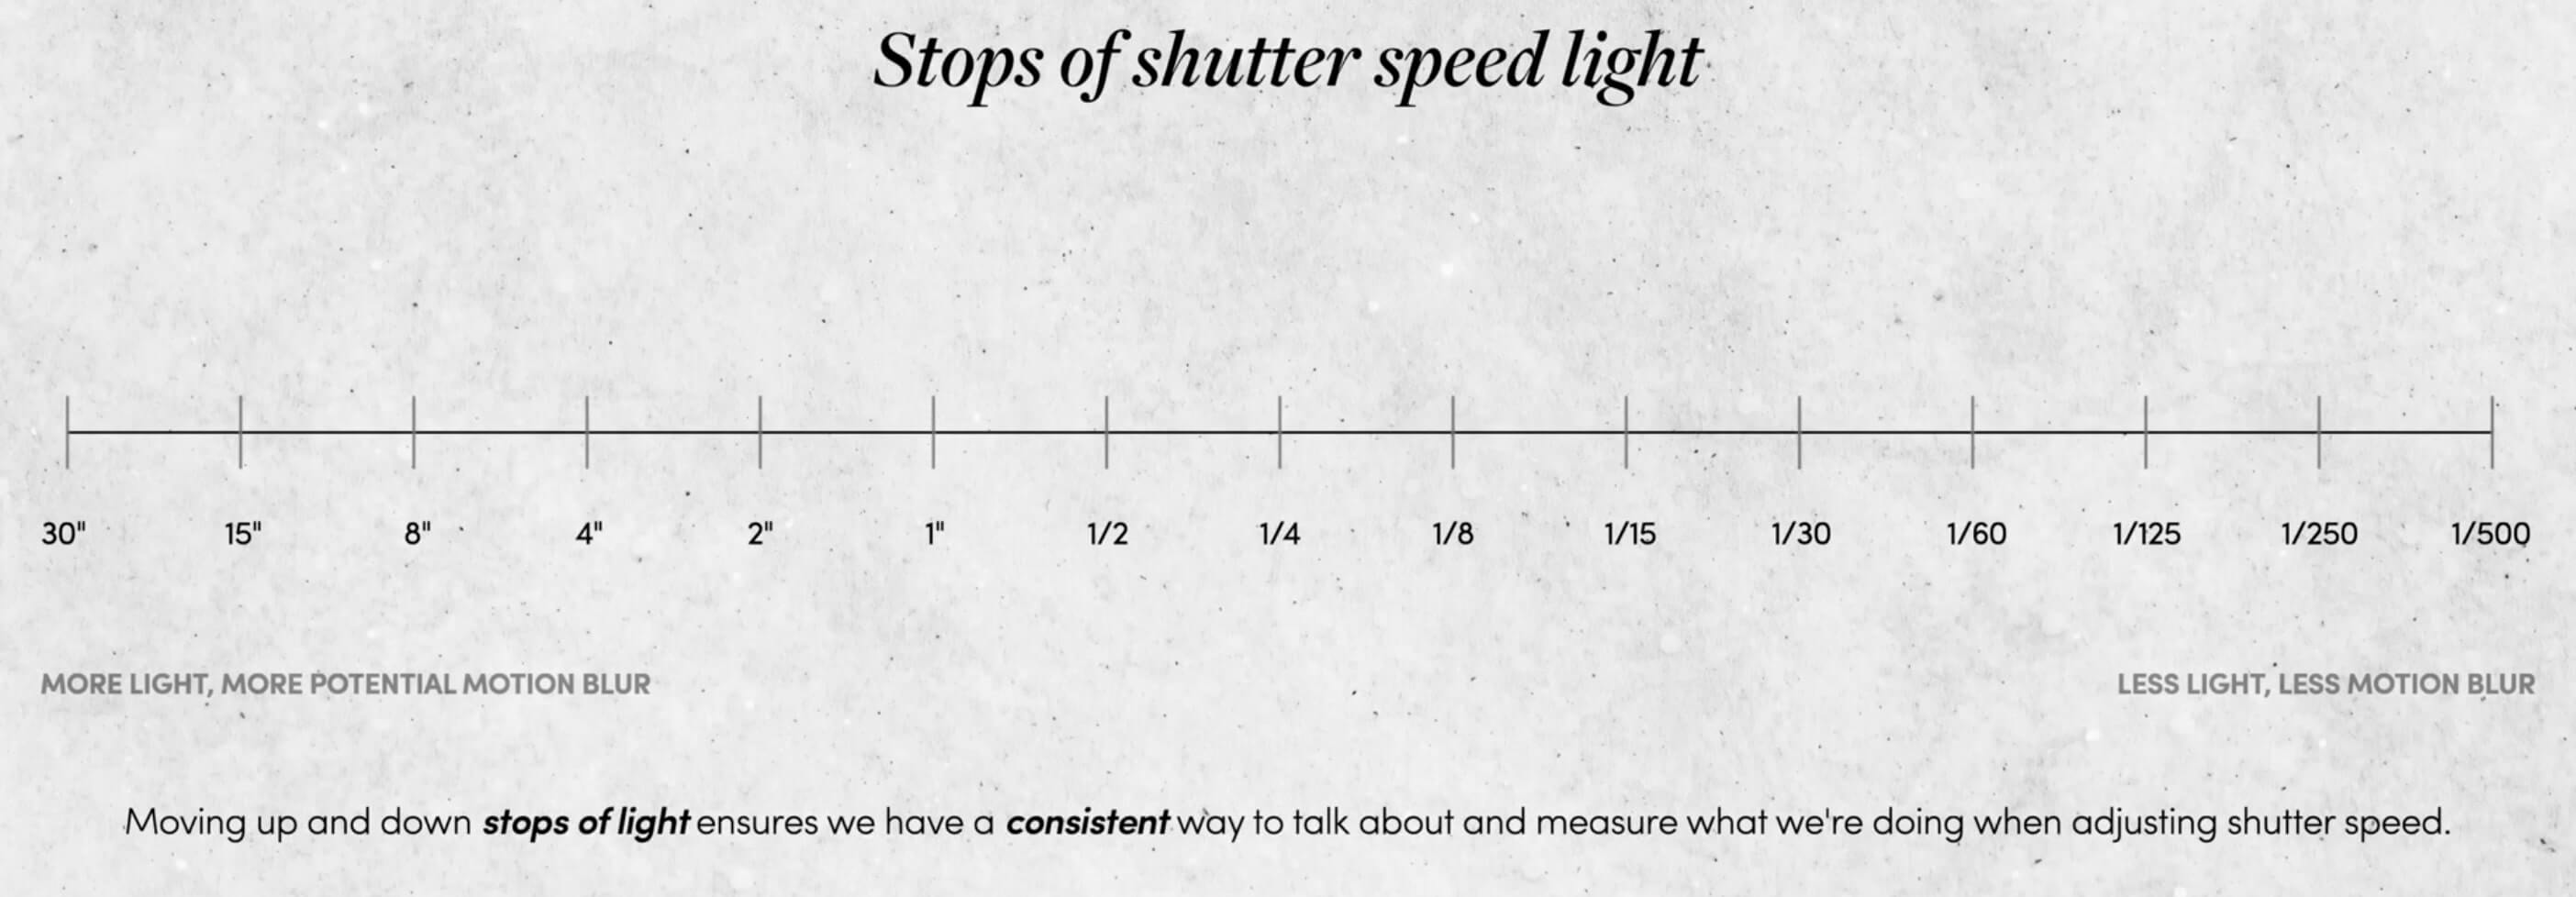 Stops of shutter speed light
30" 15" 8" 4" 2" 1" 1/2 1/4 1/8 1/15 1/30 1/60 1/125 1/250 1/500
MORE LIGHT, MORE POTENTIAL MOTION BLUR LESS LIGHT, LESS MOTION BLUR
Moving up and down stops of light ensures we have a consistent way to talk about and measure what we're doing when adjusting shutter speed.